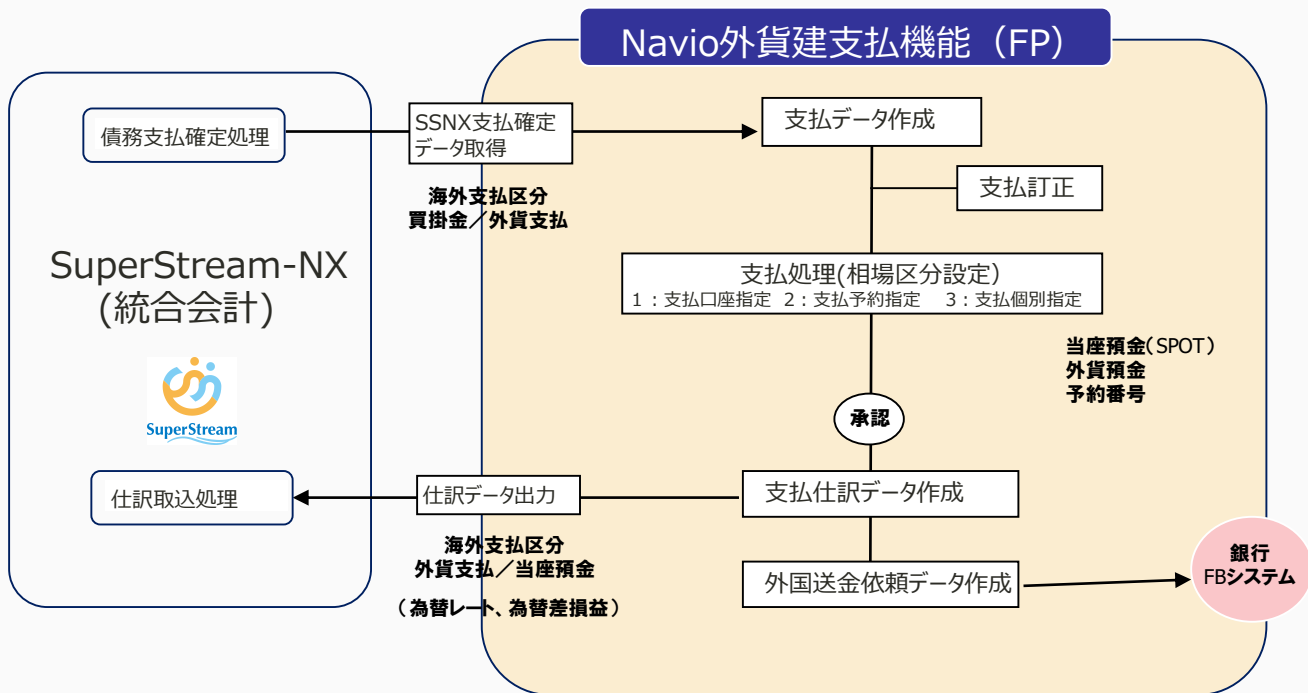 Navio外貨建支払機能（FP）
債務支払確定処理
SSNX支払確定
データ取得
支払データ作成
海外支払区分
買掛金／外貨支払
支払訂正
SuperStream-NX
(統合会計)
支払処理(相場区分設定)
1：支払口座指定 2：支払予約指定 3：支払個別指定
当座預金(SPOT)
外貨預金
予約番号
SuperStream
承認
仕訳取込処理
仕訳データ出力
支払仕訳データ作成
海外支払区分
外貨支払／当座預金
（為替レート、為替差損益）
外国送金依頼データ作成
銀行
FBシステム